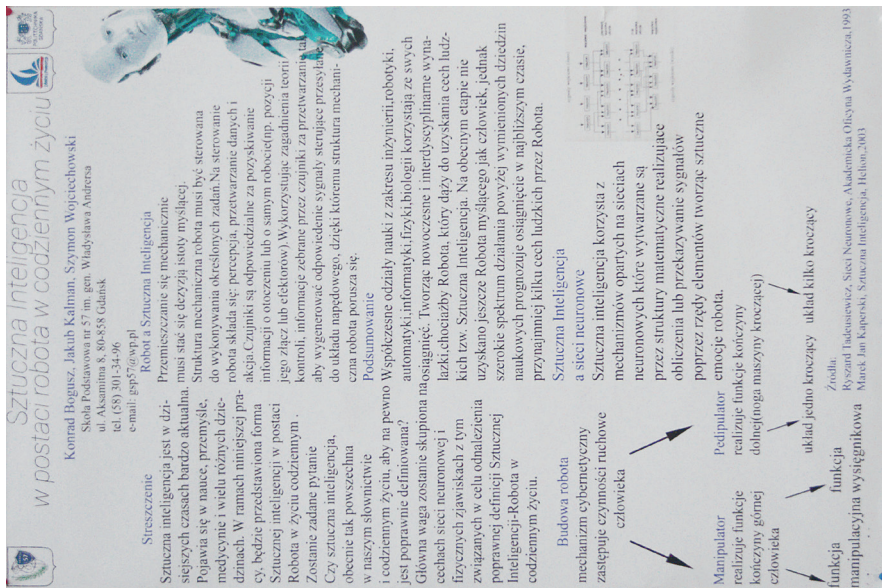 Sztuczna Inteligencja
w postaci robota w codziennym życiu
Konrad Bogusz, Jakub Kalman, Szymon Wojciechowski
Skoła Podstawowa nr 57 im. gen. Władysława Andrersa
ul. Aksamitna 8, 80-858 Gdańsk
tel. (58) 301-34-96
e-mail: gsp57@wp.pl
Streszczenie
Sztuczna inteligencja jest w dzi-
siejszych czasach bardzo aktualna.
Pojawia się w nauce, przemyśle,
medycynie i wielu różnych dzie-
dzinach. W ramach niniejszej pra-
cy, będzie przedstawiona forma
Sztucznej inteligencji w postaci
Robota w życiu codziennym .
Zostanie zadane pytanie
Czy sztuczna inteligencja,
obecnie tak powszechna
w naszym słownictwie
i codziennym życiu, aby na pewno
jest poprawnie definiowana?
Główna waga zostanie skupiona na
cechach sieci neuronowej i
fizycznych zjawiskach z tym
związanych w celu odnalezienia
poprawnej definicji Sztucznej
Inteligencji-Robota w
codziennym życiu.
Budowa robota
mechanizm cybernetyczny
zastępuje czynności ruchowe
człowieka
Manipulator
realizuje funkcje
kończyny górnej
człowieka
Pedipulator
realizuje funkcje kończyny
dolnej(noga maszyny kroczącej)
funkcja
manipulacyjna
funkcja
wysięgnikowa
układ jedno kroczący
układ kilko kroczący
Robot a Sztuczna Inteligencja
Przemieszczanie się mechanicznie
musi stać się dezyzją istoty myślącej.
Struktura mechaniczna robota musi być sterowana
do wykonywania określonych zadań.Na sterowanie
robota składa się: percepcja, przetwarzanie danych i
akcja.Czujniki są odpowiedzialne za pozyskiwanie
informacji o otoczeniu lub o samym robocie(np. pozycji
jego złącz lub efektorów).Wykorzystując zagadnienia teorii
kontroli, informacje zebrane przez czujniki za przetwarzanie tak,
aby wygenerować odpowiedenie sygnały sterujące przesyłane
do układu napędowego, dzięki któremu struktura mechani-
czna robota porusza się.
Podsumowanie
Współczesne odziały nauki z zakresu inżynierii,robotyki,
automatyki,informatyki,fizyki,biologii korzystają ze swych
osiągnięć. Tworząc nowoczesne i interdyscyplinarne wyna-
lazki,chociażby Robota, który dąży do uzyskania cech ludz-
kich tzw. Sztuczna Inteligencja. Na obecnym etapie nie
uzyskano jeszcze Robota myślącego jak człowiek, jednak
szerokie spektrum działania powyżej wymienionych dziedzin
naukowych prognozuje osiągnięcie w najbliższym czasie,
przynajmniej kilku cech ludzkich przez Robota.
Sztuczna Inteligencja
a sieci neuronowe
Sztuczna inteligencja korzysta z
mechanizmów opartych na sieciach
neuronowych które wytwarzane są
przez struktury matematyczne realizujące
obliczenia lub przekazywanie sygnałów
poprzez rzędy elementów tworząc sztuczne
emocje robota.
Źrodła:
Ryszard Tadeusiewicz, Sieci Neuronowe, Akademicka Oficyna Wydawnicza,1993
Marek Jan Kasperski, Sztuczna Inteligencja, Helion,2003